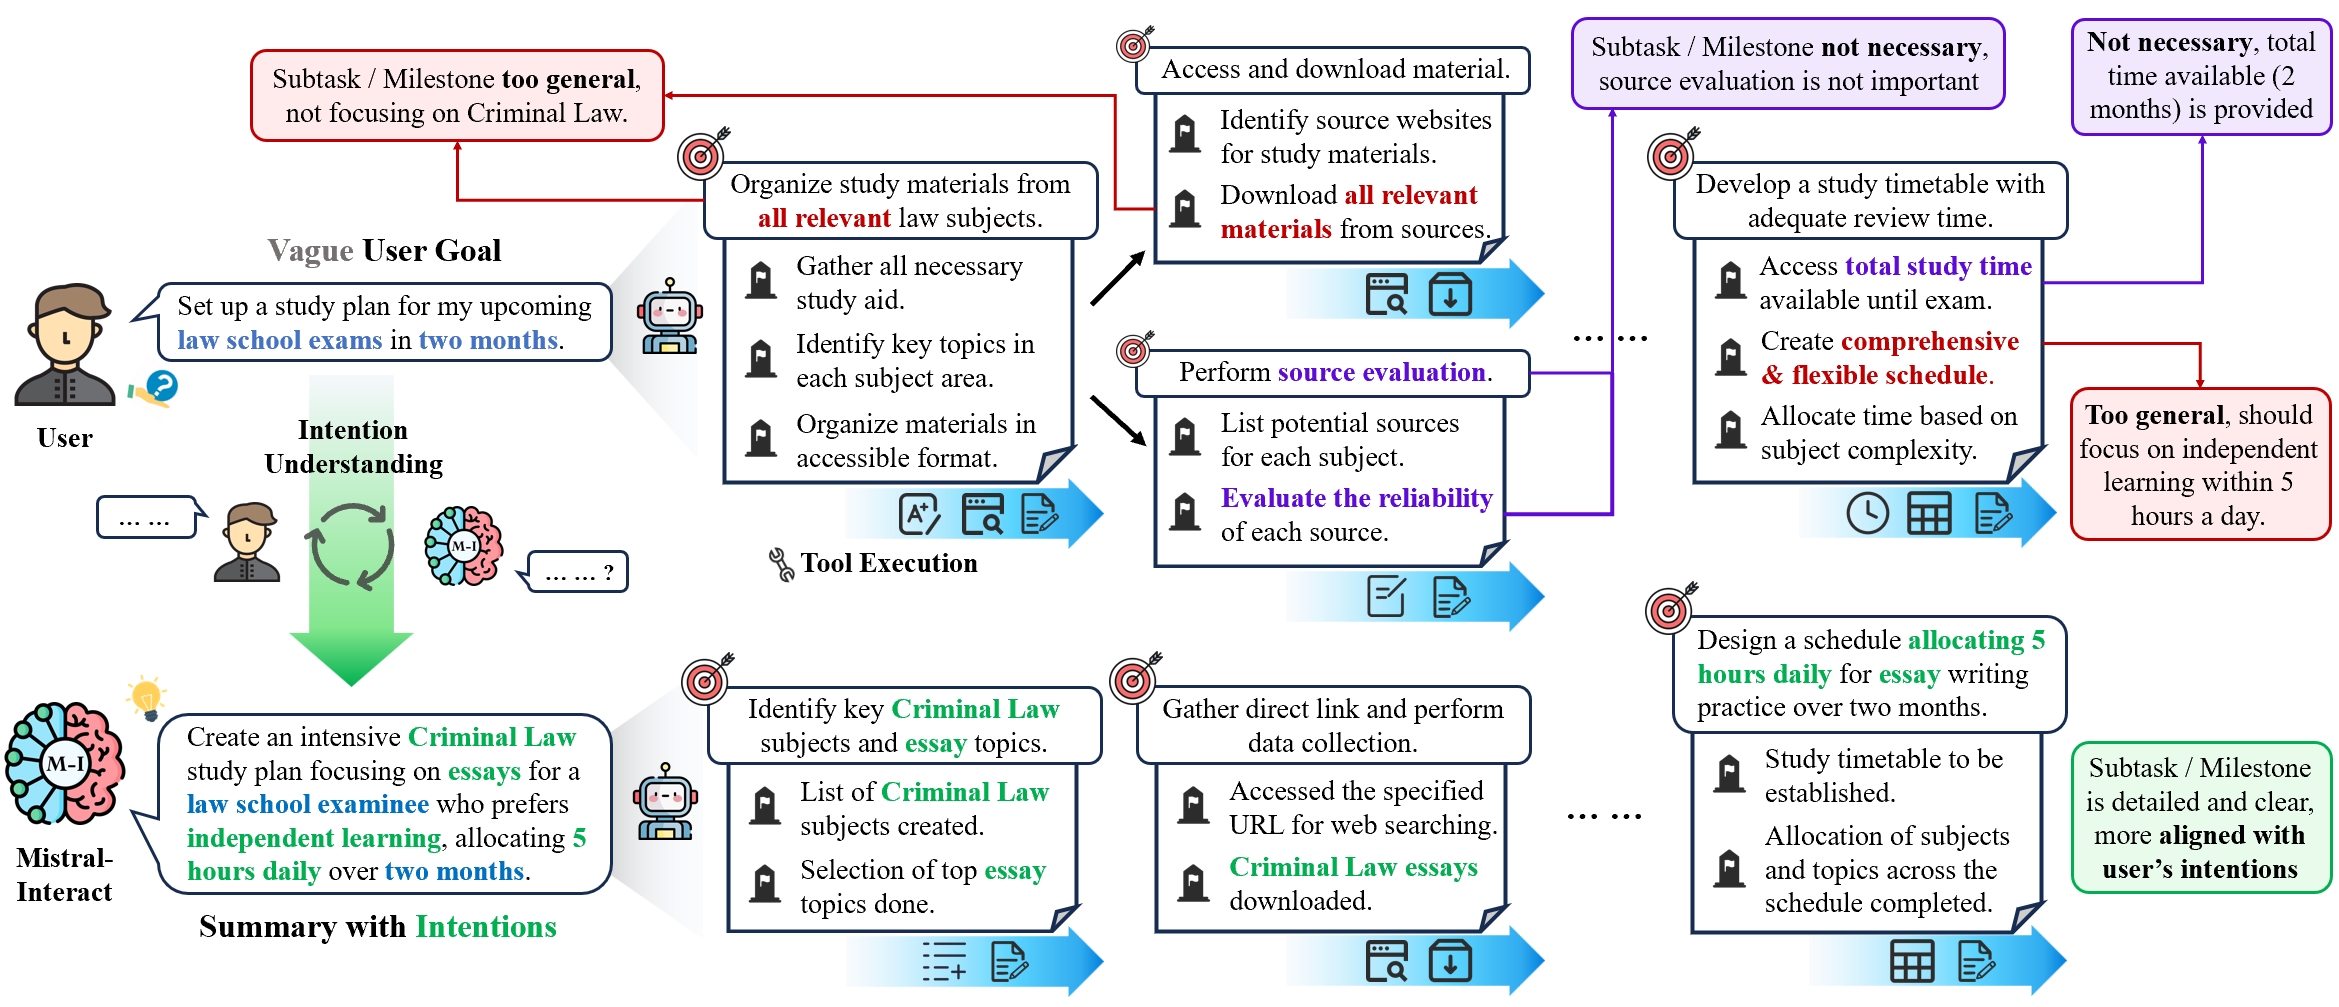 Subtask / Milestone too general,
not focusing on Criminal Law.
Access and download material.
Identify source websites
for study materials.
Download all relevant
materials from sources.
Subtask / Milestone not necessary,
source evaluation is not important
Not necessary, total
time available (2
months) is provided
Organize study materials from
all relevant law subjects.
Gather all necessary
study aid.
Identify key topics in
each subject area.
Organize materials in
accessible format.
Develop a study timetable with
adequate review time.
Access total study time
available until exam.
Create comprehensive
& flexible schedule.
Allocate time based on
subject complexity.
Vague User Goal
Set up a study plan for my upcoming
law school exams in two months.
User
Perform source evaluation.
List potential sources
for each subject.
Evaluate the reliability
of each source.
... ...
Too general, should
focus on independent
learning within 5
hours a day.
Intention
Understanding
... ...
M-I
... ... ?
A+
Tool Execution
M-I
Mistral-
Interact
Create an intensive Criminal Law
study plan focusing on essays for a
law school examinee who prefers
independent learning, allocating 5
hours daily over two months.
Summary with Intentions
Identify key Criminal Law
subjects and essay topics.
List of Criminal Law
subjects created.
Selection of top essay
topics done.
Gather direct link and perform
data collection.
Accessed the specified
URL for web searching.
Criminal Law essays
downloaded.
... ...
Design a schedule allocating 5
hours daily for essay writing
practice over two months.
Study timetable to be
established.
Allocation of subjects
and topics across the
schedule completed.
Subtask / Milestone
is detailed and clear,
more aligned with
user's intentions